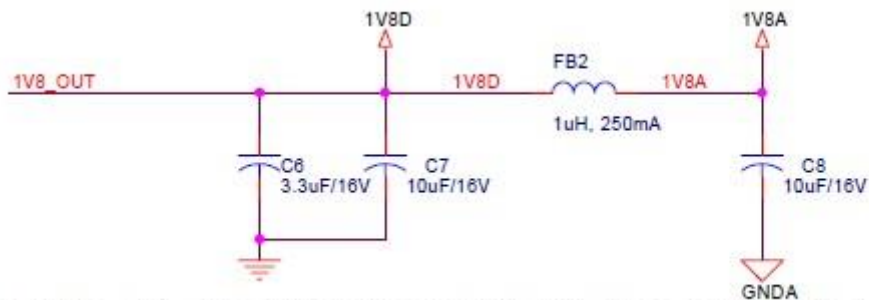 1V8D
1V8A
1V8_OUT
1V8D
FB2
1V8A
1uH, 250mA
C6
3.3uF/16V
C7
10uF/16V
C8
10uF/16V
GNDA